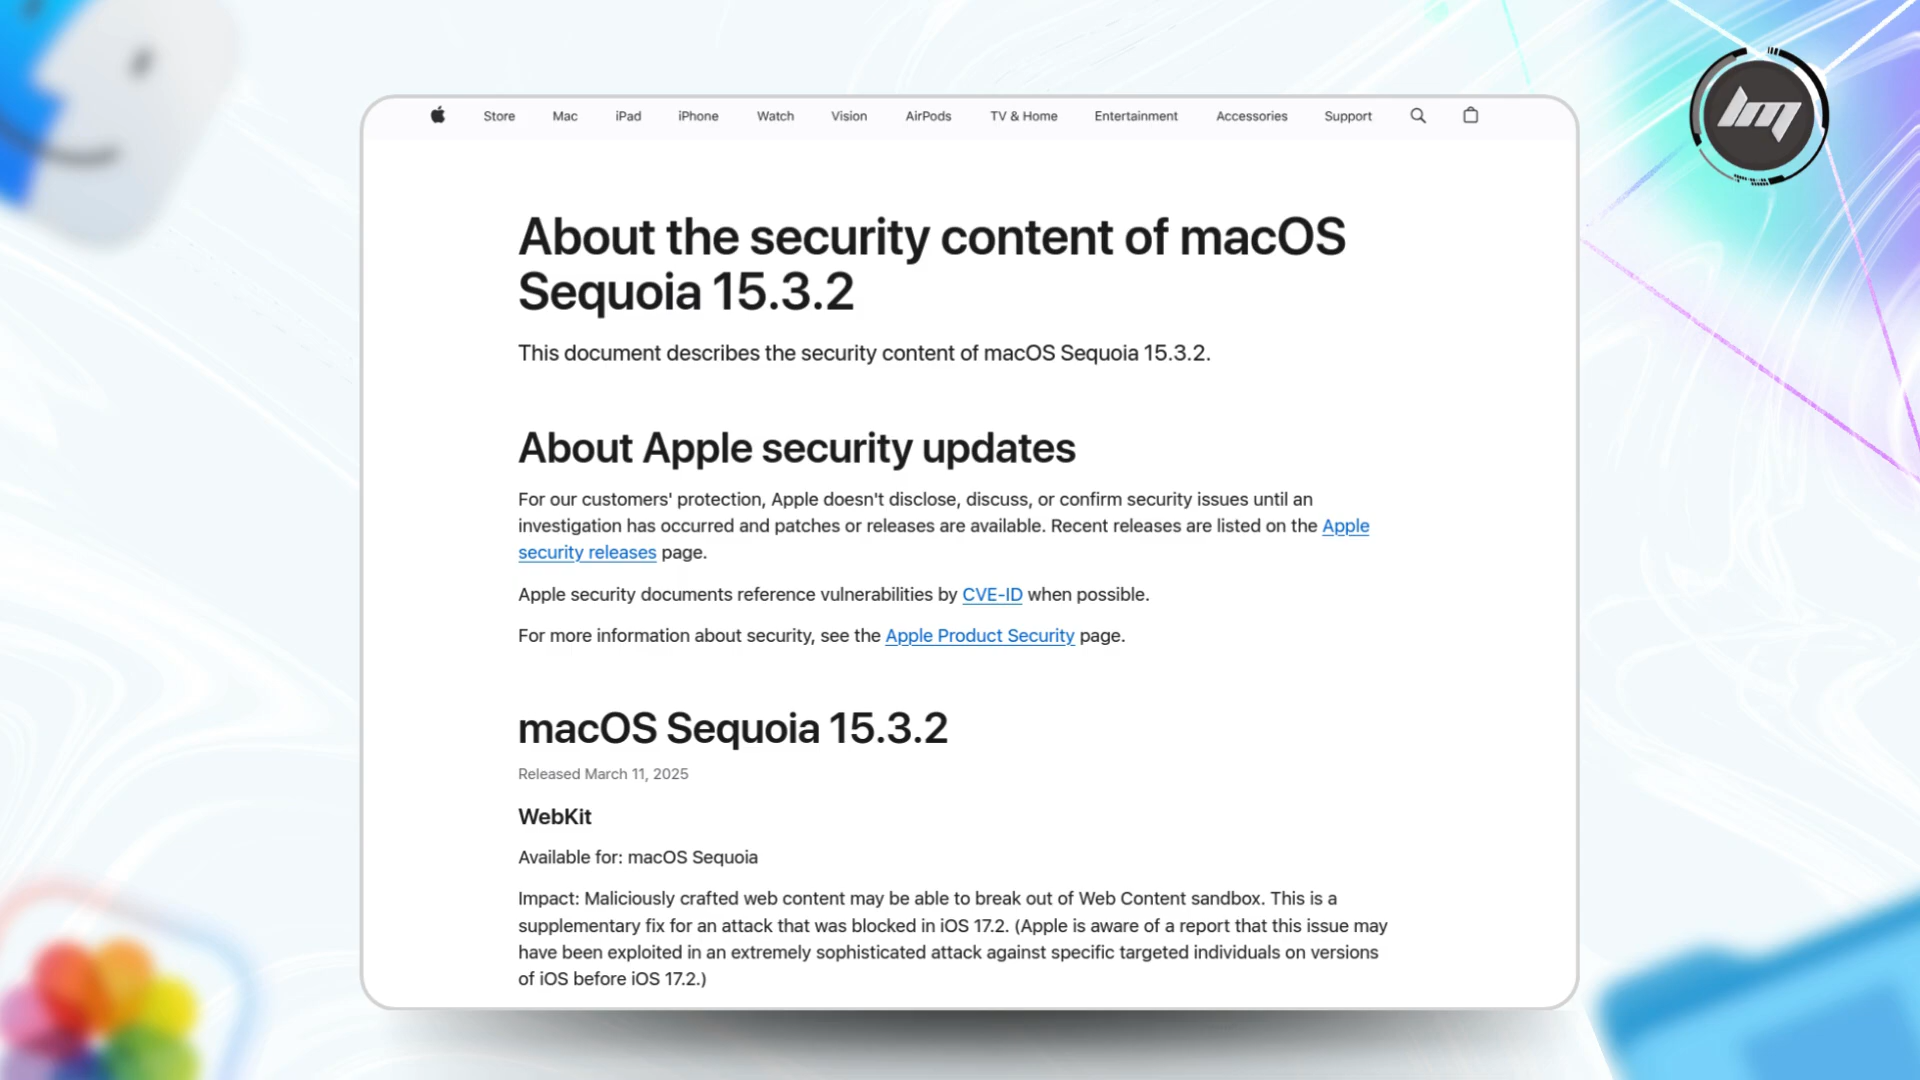 Store Mac iPad iPhone Watch Vision AirPods TV & Home Entertainment Accessories Support
About the security content of macOS
Sequoia 15.3.2
This document describes the security content of macOS Sequoia 15.3.2.
About Apple security updates
For our customers' protection, Apple doesn't disclose, discuss, or confirm security issues until an
investigation has occurred and patches or releases are available. Recent releases are listed on the Apple
security releases page.
Apple security documents reference vulnerabilities by CVE-ID when possible.
For more information about security, see the Apple Product Security page.
macOS Sequoia 15.3.2
Released March 11, 2025
WebKit
Available for: macOS Sequoia
Impact: Maliciously crafted web content may be able to break out of Web Content sandbox. This is a
supplementary fix for an attack that was blocked in iOS 17.2. (Apple is aware of a report that this issue may
have been exploited in an extremely sophisticated attack against specific targeted individuals on versions
of iOS before iOS 17.2.)